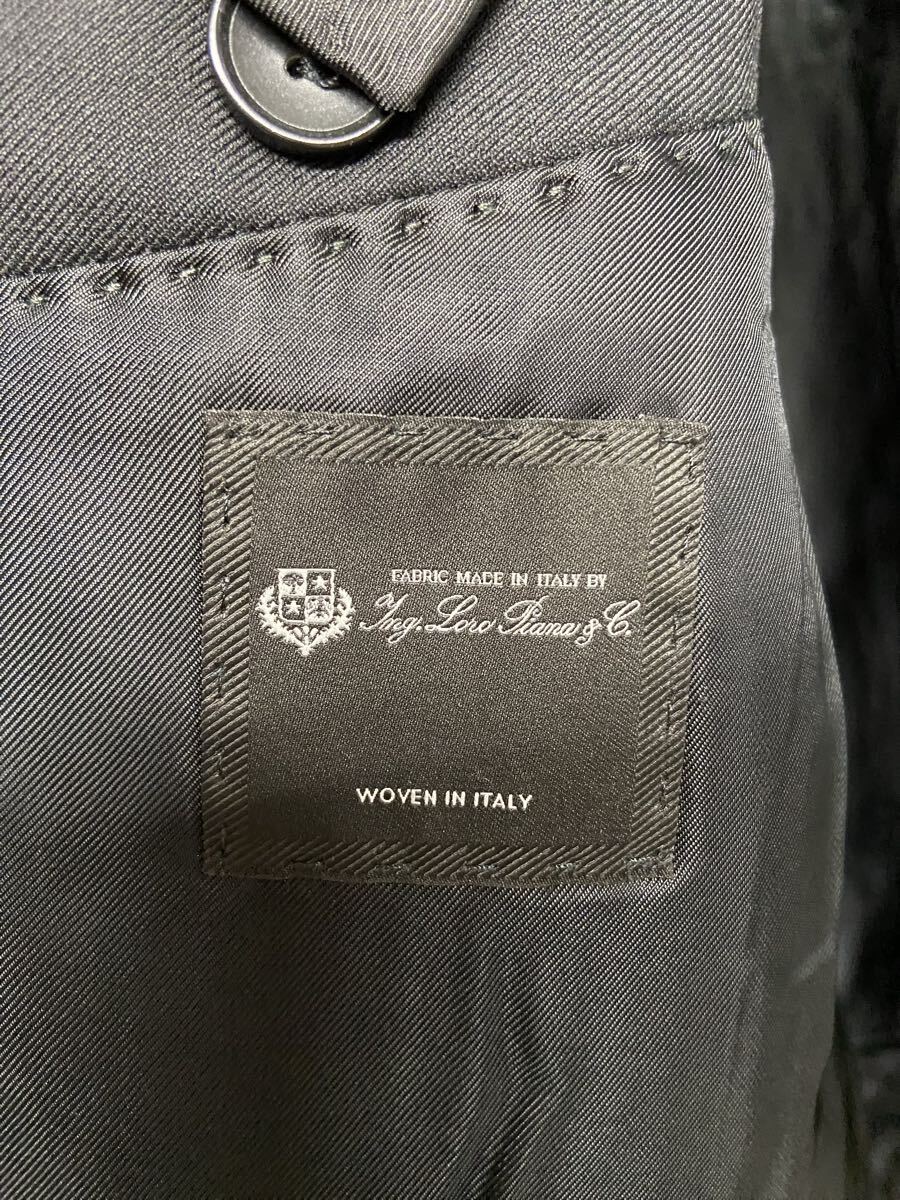 FABRIC MADE IN ITALY BY
Ing. Loro Piana & C.
WOVEN IN ITALY